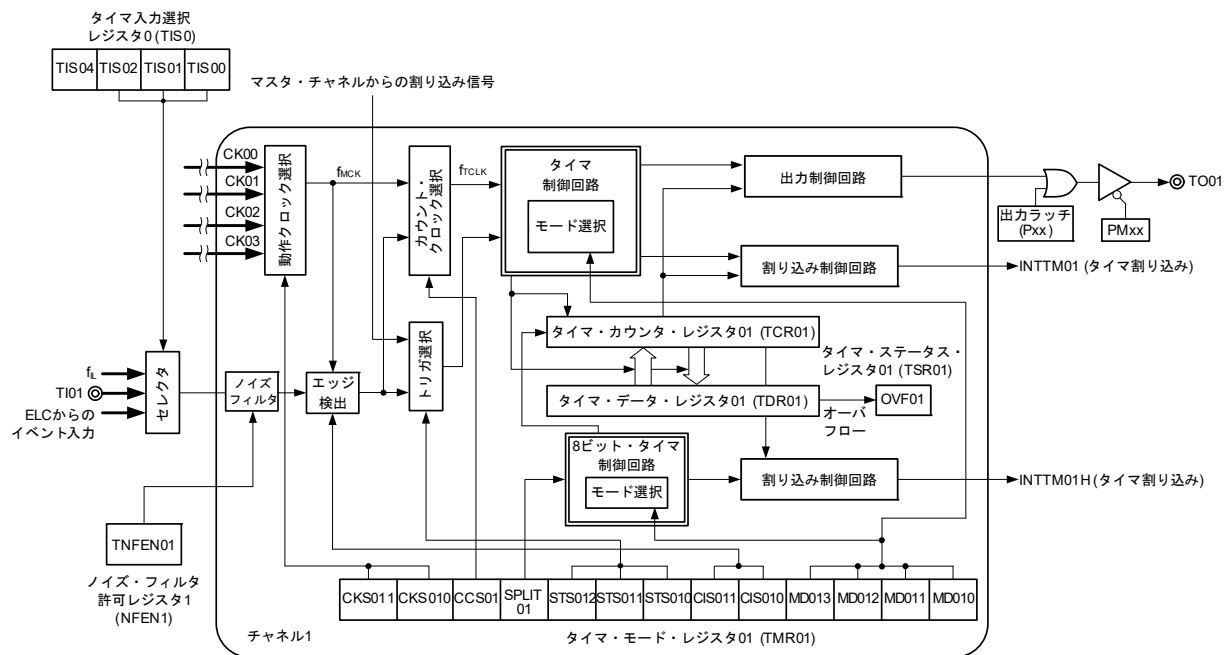 タイマ入力選択
レジスタ0 (TIS0)
TIS04 TIS02 TIS01 TIS00
マスタ・チャネルからの割り込み信号
CK00
CK01
CK02
CK03
動作クロック選択
fMCK
カウント・
クロック選択
fTCLK
タイマ
制御回路
モード選択
出力制御回路
出力ラッチ
(Pxx)
PMxx
TO01
割り込み制御回路
INTTM01 (タイマ割り込み)
トリガ選択
タイマ・カウンタ・レジスタ01 (TCR01)
タイマ・ステータス・
レジスタ01 (TSR01)
タイマ・データ・レジスタ01 (TDR01)
OVF01
オーバ
フロー
fIL
TI01
ELCからの
イベント入力
セレクタ
ノイズ
フィルタ
エッジ
検出
8ビット・タイマ
制御回路
モード選択
割り込み制御回路
INTTM01H (タイマ割り込み)
TNFEN01
ノイズ・フィルタ
許可レジスタ1
(NFEN1)
CKS011 CKS010 CCS01 SPLIT
01 STS012 STS011 STS010 CIS011 CIS010 MD013 MD012 MD011 MD010
チャネル1
タイマ・モード・レジスタ01 (TMR01)